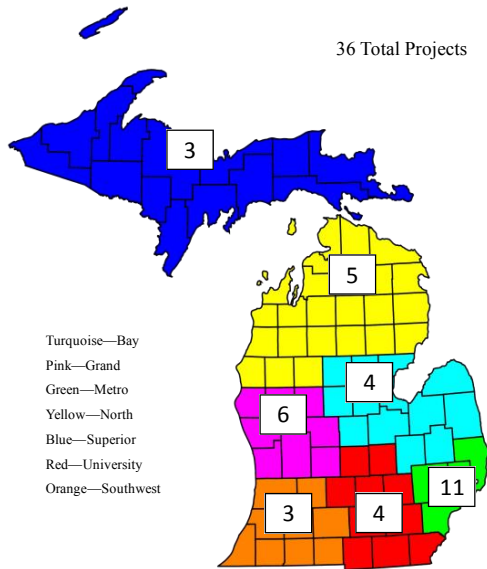 36 Total Projects
3
5
Turquoise—Bay
Pink—Grand
Green—Metro
Yellow—North
Blue—Superior
Red—University
Orange—Southwest
4
6
11
3
4